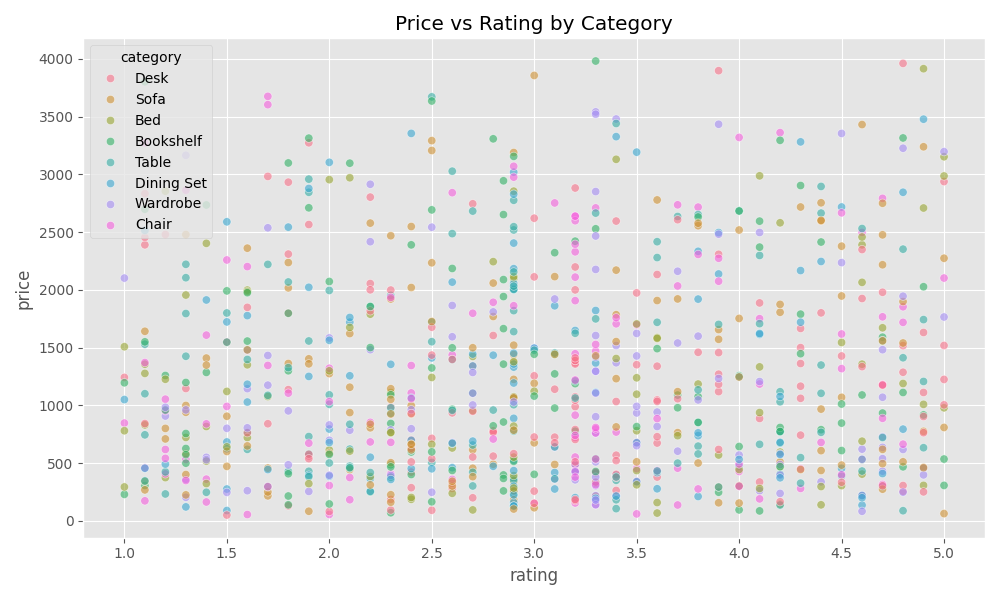 Price vs Rating by Category
price
4000
3500
3000
2500
2000
1500
1000
500
0
category
Desk
Sofa
Bed
Bookshelf
Table
Dining Set
Wardrobe
Chair
1.0 1.5 2.0 2.5 3.0 3.5 4.0 4.5 5.0
rating